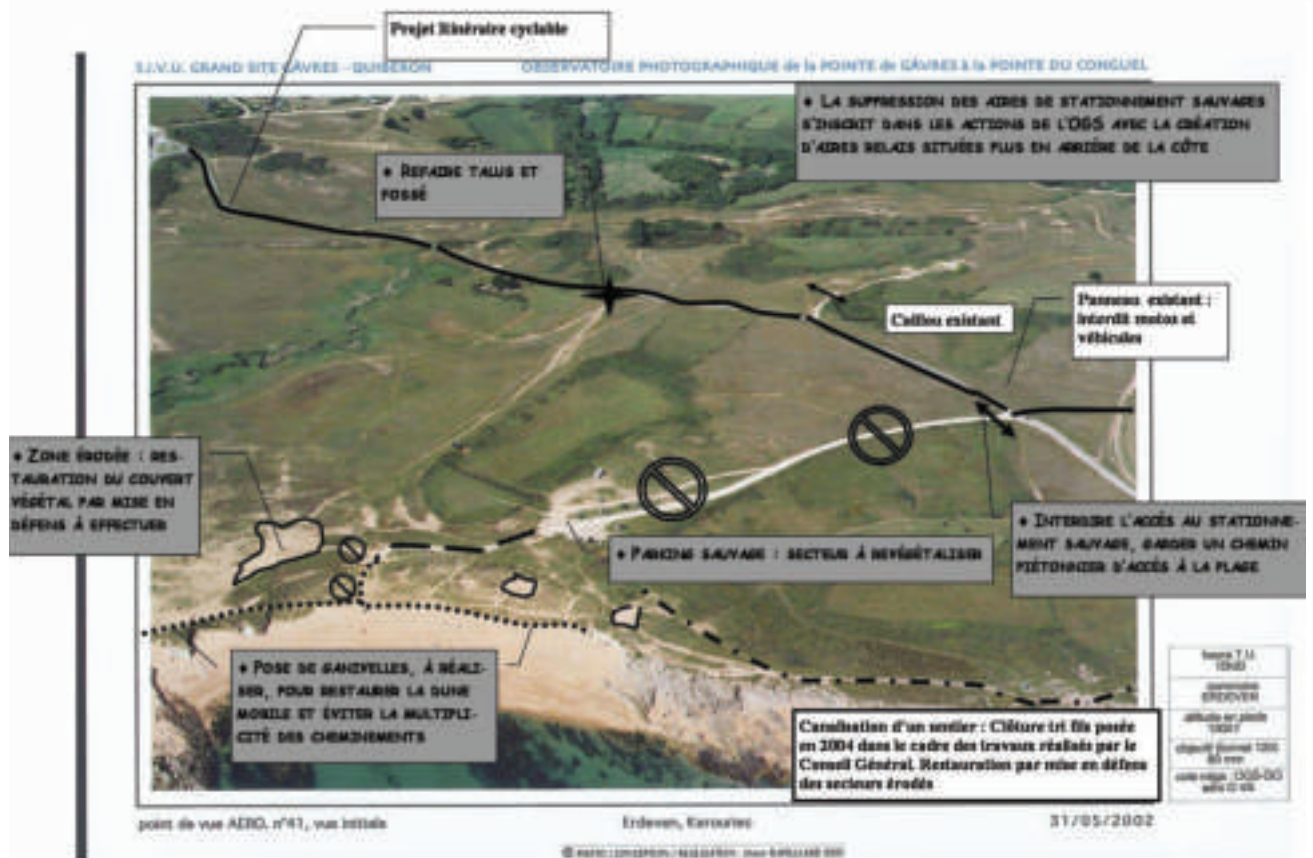 Projet Itinéraire cyclable
S.I.V.U. GRAND SITE GÂVRES - QUIBERON
OBSERVATOIRE PHOTOGRAPHIQUE de la POINTE de GÂVRES à la POINTE DU CONGUEL
♦ LA SUPPRESSION DES AIRES DE STATIONNEMENT SAUVAGES
S'INSCRIT DANS LES ACTIONS DE L'OGS AVEC LA CRÉATION
D'AIRES RELAIS SITUÉES PLUS EN ARRIÈRE DE LA CÔTE
♦ REFAIRE TALUS ET
FOSSÉ
Caillou existant
Panneau existant :
Interdit motos et
véhicules
♦ ZONE ÉRODÉE : RES-
TAURATION DU COUVERT
VÉGÉTAL PAR MISE EN
DÉFENS À EFFECTUER
♦ PARKING SAUVAGE : SECTEUR À REVÉGÉTALISER
♦ INTERDIRE L'ACCÈS AU STATIONNE-
MENT SAUVAGE, GARDER UN CHEMIN
PIÉTONNIER D'ACCÈS À LA PLAGE
♦ POSE DE GANIVELLES, À RÉALI-
SER, POUR RESTAURER LA DUNE
MOBILE ET ÉVITER LA MULTIPLI-
CITÉ DES CHEMINEMENTS
Canalisation d'un sentier : Clôture tri fils posée
en 2004 dans le cadre des travaux réalisés par le
Conseil Général. Restauration par mise en défens
des secteurs érodés
heure T.U.
commune
ERDEVEN
point de vue AERO, n°41, vue initiale
Erdeven, Kerouriec
31/05/2002